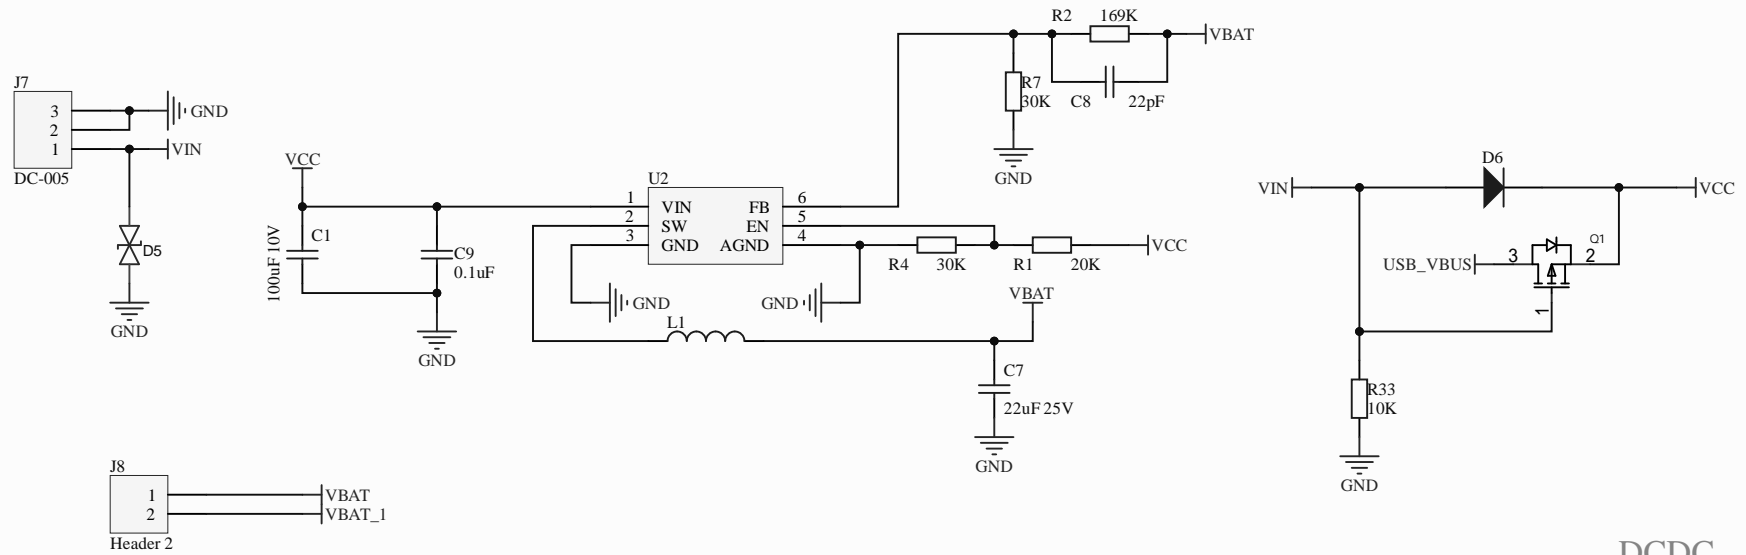 R2 169K
VBAT
R7
30K
C8 22pF
GND
J7
3
2
1
GND
VIN
DC-005
D5
GND
VCC
C1
100uF 10V
C9
0.1uF
GND
U2
1 VIN FB 6
2 SW EN 5
3 GND AGND 4
R4 30K R1 20K
VCC
GND
GND
VBAT
L1
C7
22uF 25V
GND
D6
VIN
VCC
Q1
USB_VBUS
3
2
1
R33
10K
GND
J8
1 VBAT
2 VBAT_1
Header 2